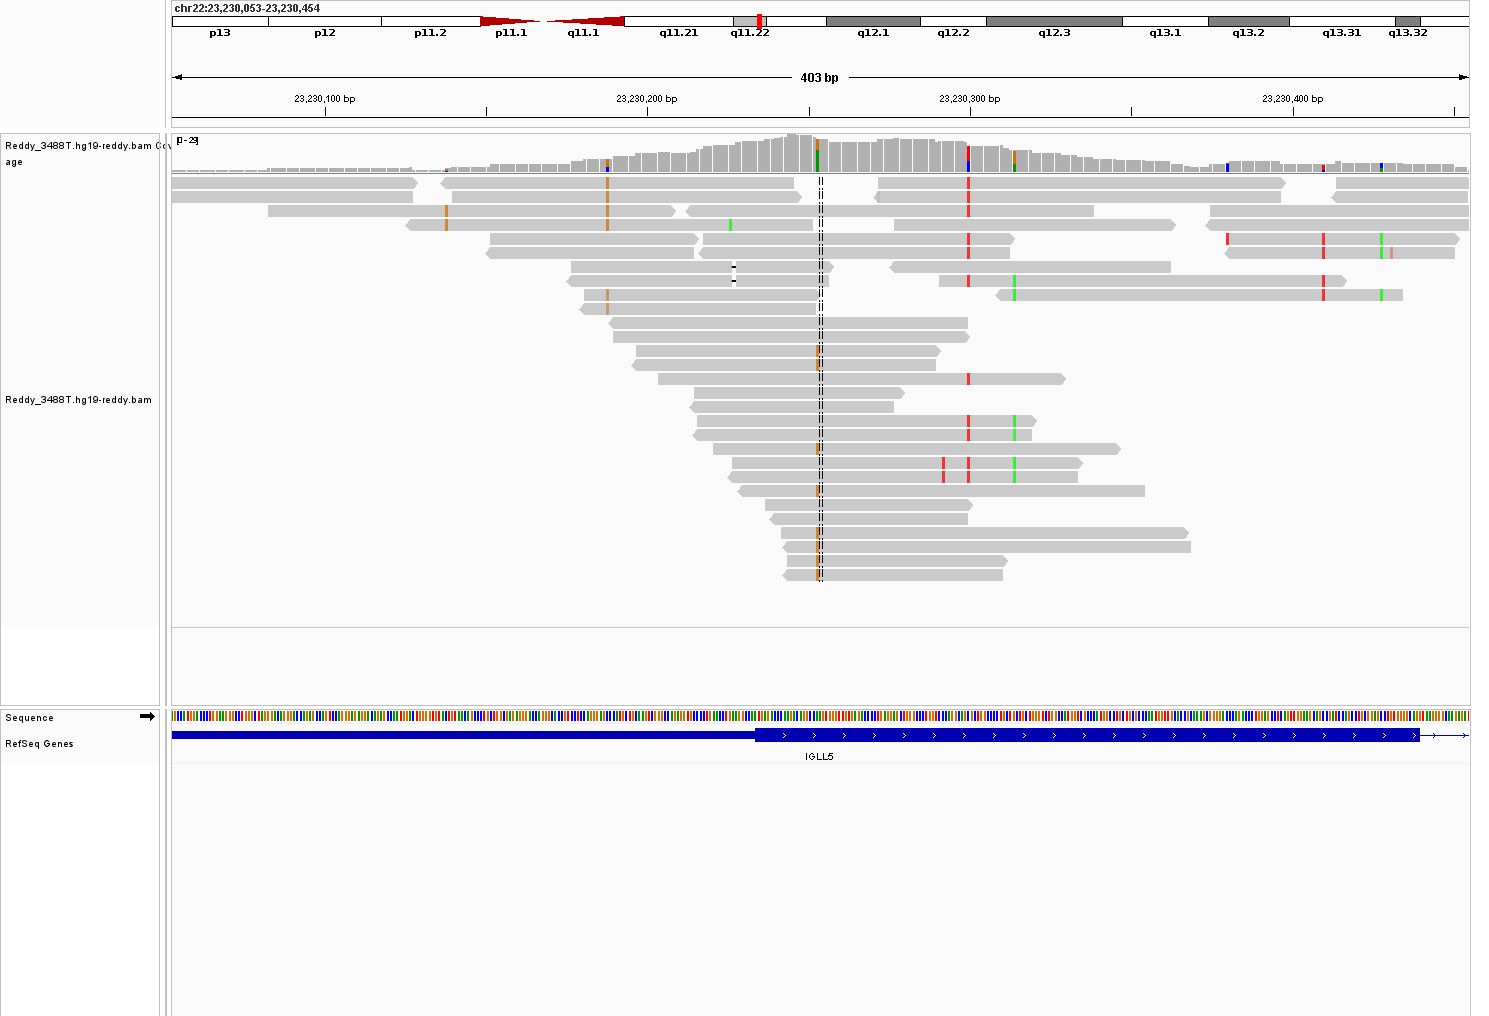 chr22:23,230,053-23,230,454
p13 p12 p11.2 p11.1 q11.1 q11.21 q11.22 q12.1 q12.2 q12.3 q13.1 q13.2 q13.31 q13.32
403 bp
23,230,100 bp 23,230,200 bp 23,230,300 bp 23,230,400 bp
[0-29]
Reddy_3488T.hg19-reddy.bam Cov
age
Reddy_3488T.hg19-reddy.bam
Sequence
RefSeq Genes
IGLL5